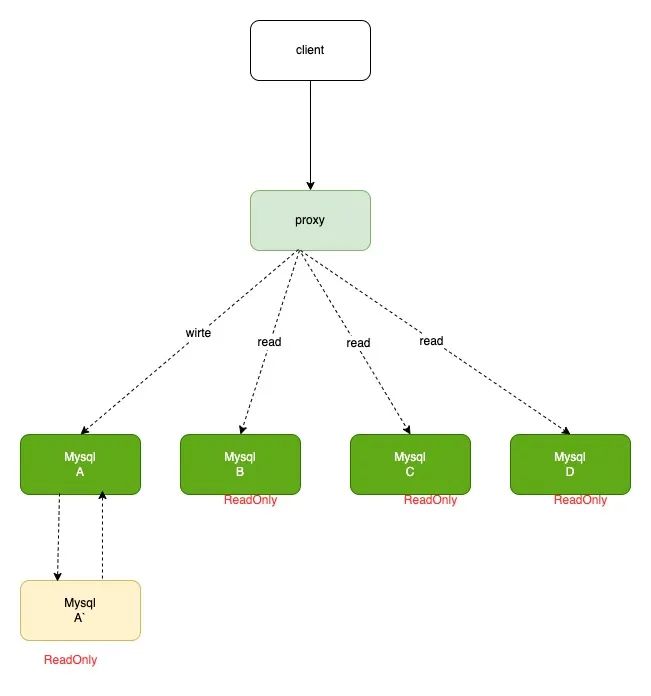 client
proxy
wirte
read
read
read
Mysql
A
Mysql
B
Mysql
C
Mysql
D
ReadOnly
ReadOnly
ReadOnly
Mysql
A`
ReadOnly